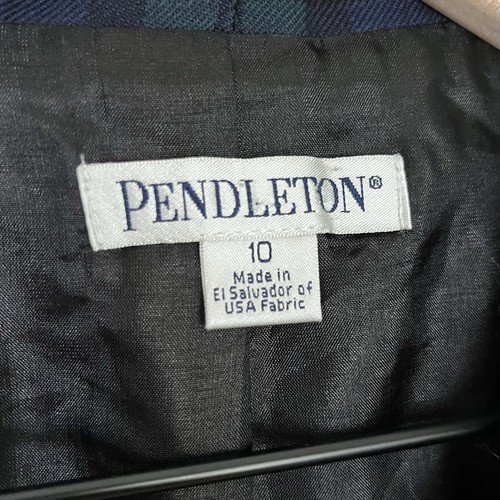 PENDLETON®
10
Made in
El Salvador of
USA Fabric